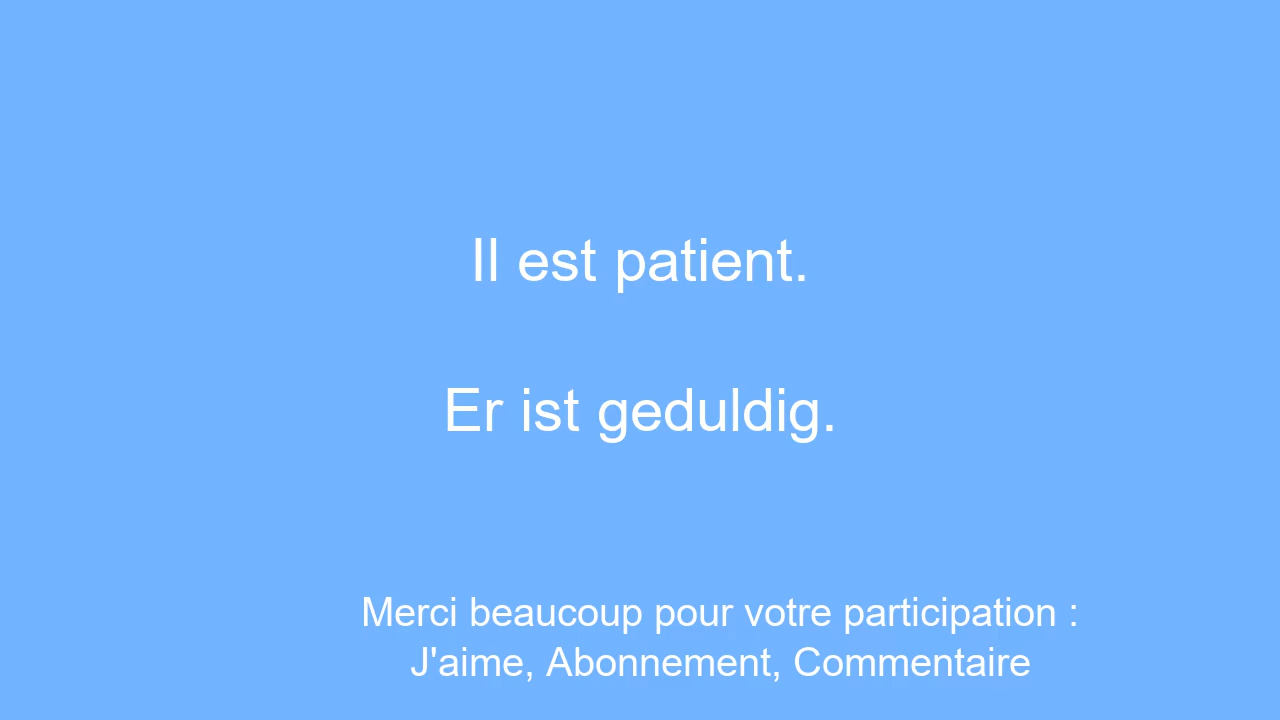 Il est patient.
Er ist geduldig.
Merci beaucoup pour votre participation :
J'aime, Abonnement, Commentaire